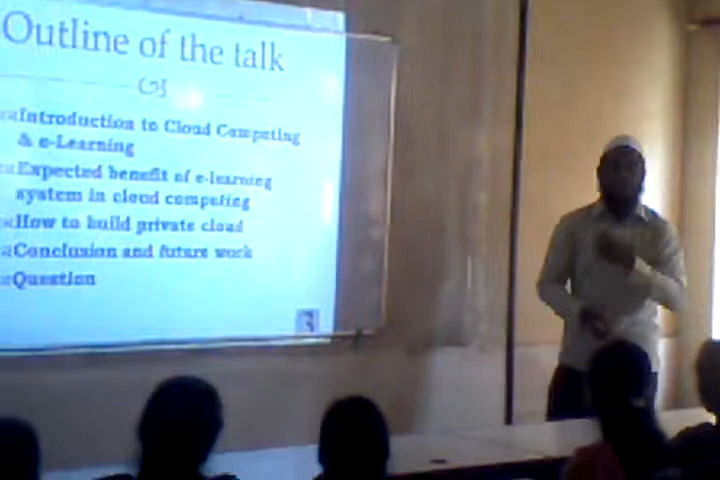 Outline of the talk
Introduction to Cloud Computing
& e-Learning
Expected benefit of e-learning
system in cloud computing
How to build private cloud
Conclusion and future work
Question